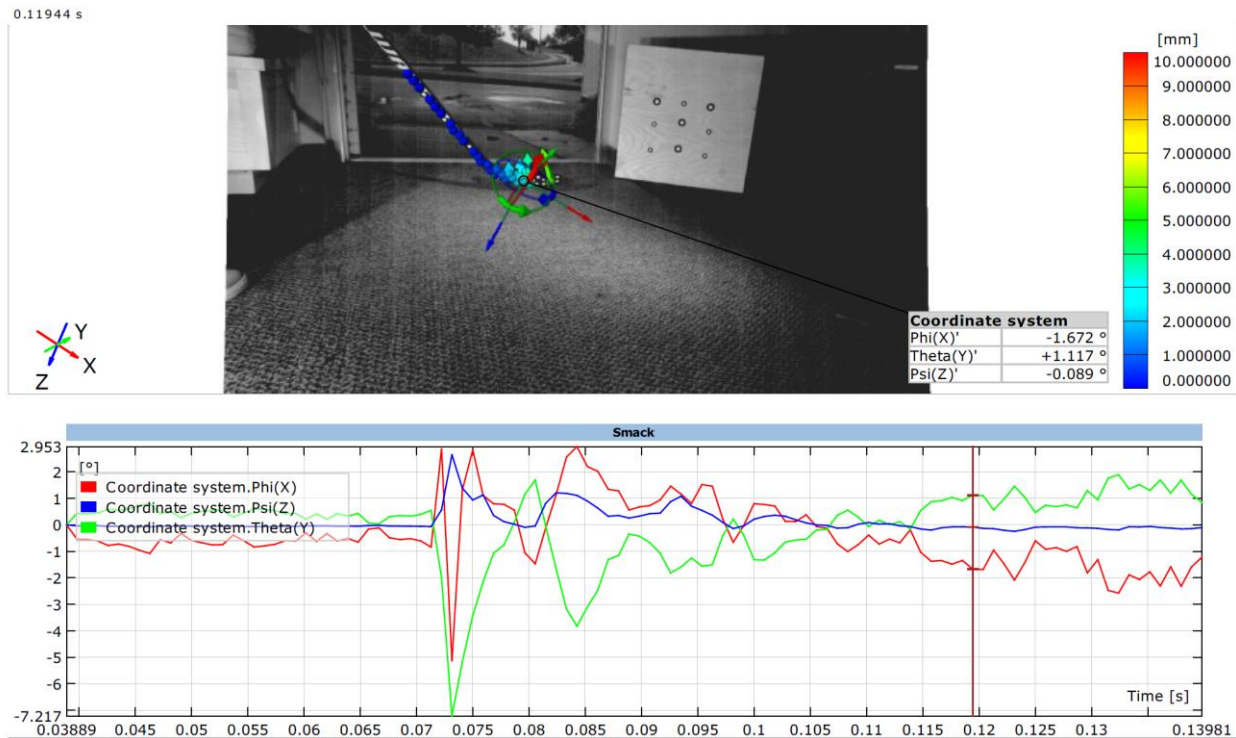 0.11944 s
[mm]
10.000000
9.000000
8.000000
7.000000
6.000000
5.000000
4.000000
3.000000
2.000000
1.000000
0.000000
Y
X
Z
Coordinate system
Phi(X)' -1.672 °
Theta(Y)' +1.117 °
Psi(Z)' -0.089 °
Smack
2.953
[°]
Coordinate system.Phi(X)
Coordinate system.Psi(Z)
Coordinate system.Theta(Y)
2
1
0
-1
-2
-3
-4
-5
-6
-7.217
Time [s]
0.03889 0.045 0.05 0.055 0.06 0.065 0.07 0.075 0.08 0.085 0.09 0.095 0.1 0.105 0.11 0.115 0.12 0.125 0.13 0.13981